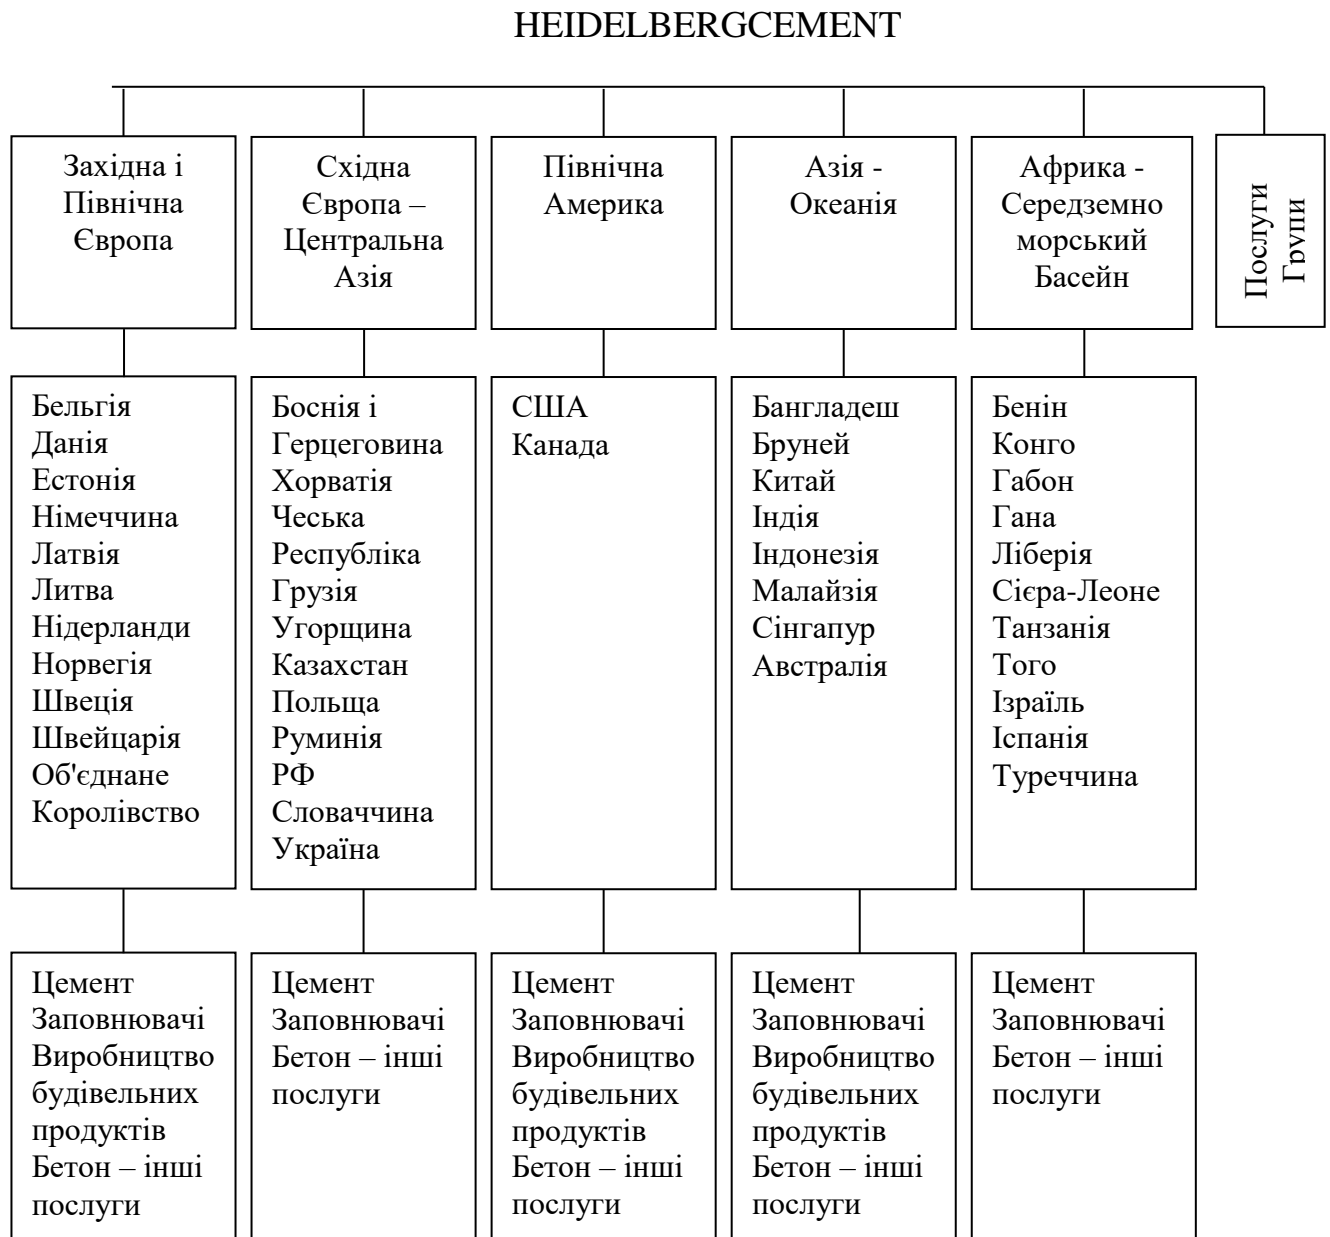 HEIDELBERGCEMENT
Західна і
Північна
Європа
Східна
Європа –
Центральна
Азія
Північна
Америка
Азія -
Океанія
Африка -
Середземно
морський
Басейн
Послуги
Групи
Бельгія
Данія
Естонія
Німеччина
Латвія
Литва
Нідерланди
Норвегія
Швеція
Швейцарія
Об'єднане
Королівство
Боснія і
Герцеговина
Хорватія
Чеська
Республіка
Грузія
Угорщина
Казахстан
Польща
Руминія
РФ
Словаччина
Україна
США
Канада
Бангладеш
Бруней
Китай
Індія
Індонезія
Малайзія
Сінгапур
Австралія
Бенін
Конго
Габон
Гана
Ліберія
Сієра-Леоне
Танзанія
Того
Ізраїль
Іспанія
Туреччина
Цемент
Заповнювачі
Виробництво
будівельних
продуктів
Бетон – інші
послуги
Цемент
Заповнювачі
Бетон – інші
послуги
Цемент
Заповнювачі
Виробництво
будівельних
продуктів
Бетон – інші
послуги
Цемент
Заповнювачі
Виробництво
будівельних
продуктів
Бетон – інші
послуги
Цемент
Заповнювачі
Бетон – інші
послуги